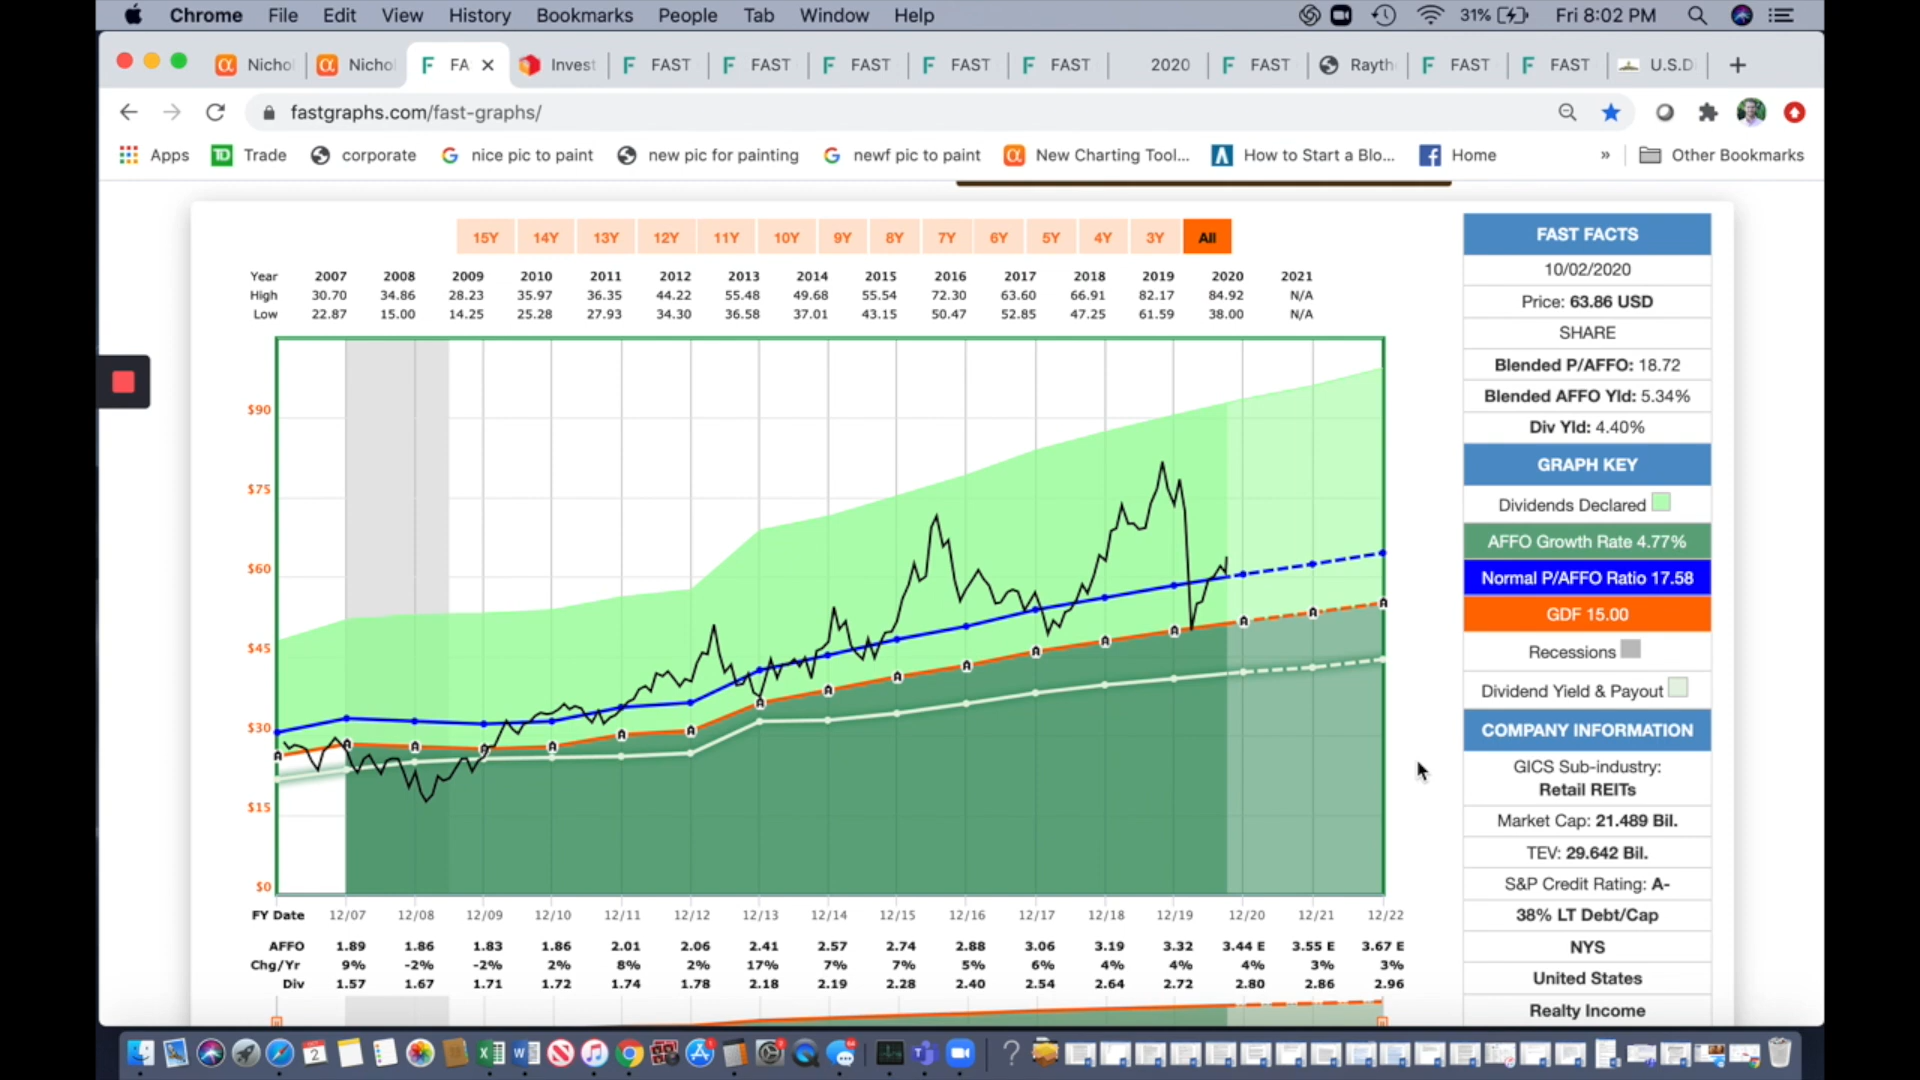 Chrome File Edit View History Bookmarks People Tab Window Help 31% Fri 8:02 PM
Nichol Nichol FA Invest FAST FAST FAST FAST FAST 2020 FAST Rayth FAST FAST U.S.D
fastgraphs.com/fast-graphs/
Apps Trade corporate nice pic to paint new pic for painting newf pic to paint New Charting Tool... How to Start a Blo... Home » Other Bookmarks
15Y 14Y 13Y 12Y 11Y 10Y 9Y 8Y 7Y 6Y 5Y 4Y 3Y All
Year 2007 2008 2009 2010 2011 2012 2013 2014 2015 2016 2017 2018 2019 2020 2021
High 30.70 34.86 28.23 35.97 36.35 44.22 55.48 49.68 55.54 72.30 63.60 66.91 82.17 84.92 N/A
Low 22.87 15.00 14.25 25.28 27.93 34.30 36.58 37.01 43.15 50.47 52.85 47.25 61.59 38.00 N/A
$90
$75
$60
$45
$30
$15
$0
FY Date 12/07 12/08 12/09 12/10 12/11 12/12 12/13 12/14 12/15 12/16 12/17 12/18 12/19 12/20 12/21 12/22
AFFO 1.89 1.86 1.83 1.86 2.01 2.06 2.41 2.57 2.74 2.88 3.06 3.19 3.32 3.44 E 3.55 E 3.67 E
Chg/Yr 9% -2% -2% 2% 8% 2% 17% 7% 7% 5% 6% 4% 4% 4% 3% 3%
Div 1.57 1.67 1.71 1.72 1.74 1.78 2.18 2.19 2.28 2.40 2.54 2.64 2.72 2.80 2.86 2.96
FAST FACTS
10/02/2020
Price: 63.86 USD
SHARE
Blended P/AFFO: 18.72
Blended AFFO Yld: 5.34%
Div Yld: 4.40%
GRAPH KEY
Dividends Declared
AFFO Growth Rate 4.77%
Normal P/AFFO Ratio 17.58
GDF 15.00
Recessions
Dividend Yield & Payout
COMPANY INFORMATION
GICS Sub-industry:
Retail REITs
Market Cap: 21.489 Bil.
TEV: 29.642 Bil.
S&P Credit Rating: A-
38% LT Debt/Cap
NYS
United States
Realty Income